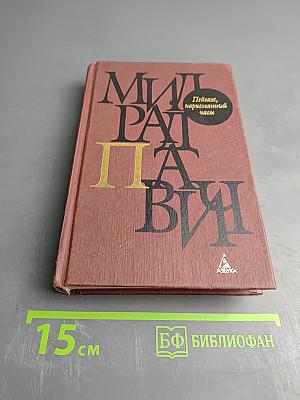 МИЛ
РАД
ПА
ВИЧ
Пейзаж,
нарисованный
чаем
АЗБУКА
15 см
БФ БИБЛИОФАН